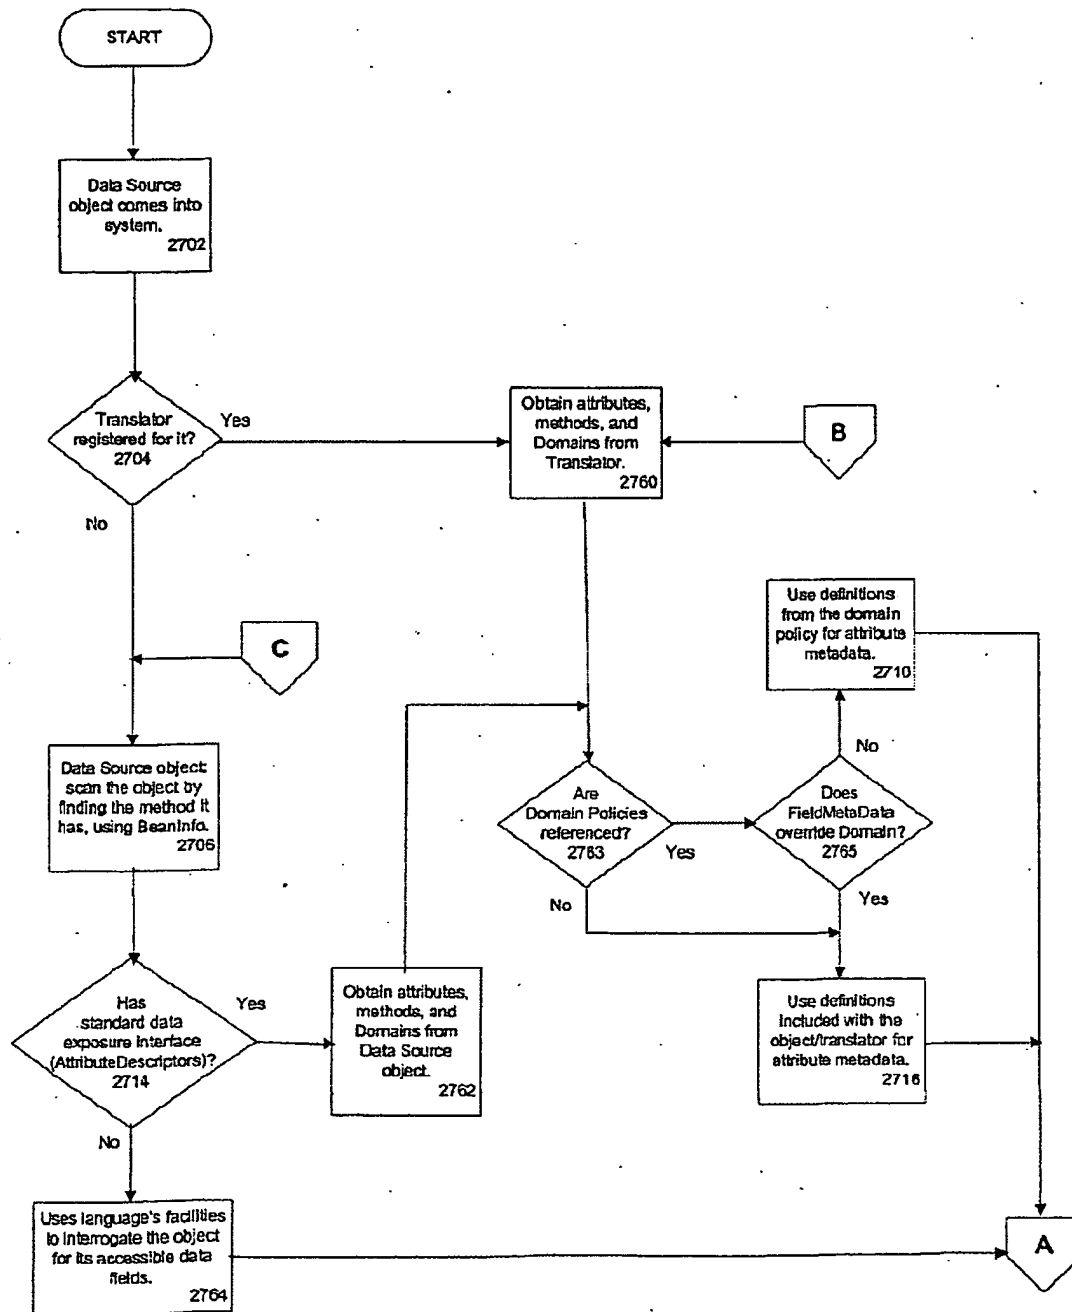 START
Data Source
object comes into
system.
2702
Translator
registered for it?
2704
Yes
No
Obtain attributes,
methods, and
Domains from
Translator.
2760
B
C
Use definitions
from the domain
policy for attribute
metadata.
2710
No
Data Source object:
scan the object by
finding the method it
has, using BeanInfo.
2706
Are
Domain Policies
referenced?
2763
Yes
No
Does
FieldMetaData
override Domain?
2765
Yes
Has
standard data
exposure interface
(AttributeDescriptors)?
2714
Yes
No
Obtain attributes,
methods, and
Domains from
Data Source
object.
2762
Use definitions
included with the
object/translator for
attribute metadata.
2716
Uses language's facilities
to interrogate the object
for its accessible data
fields.
2764
A